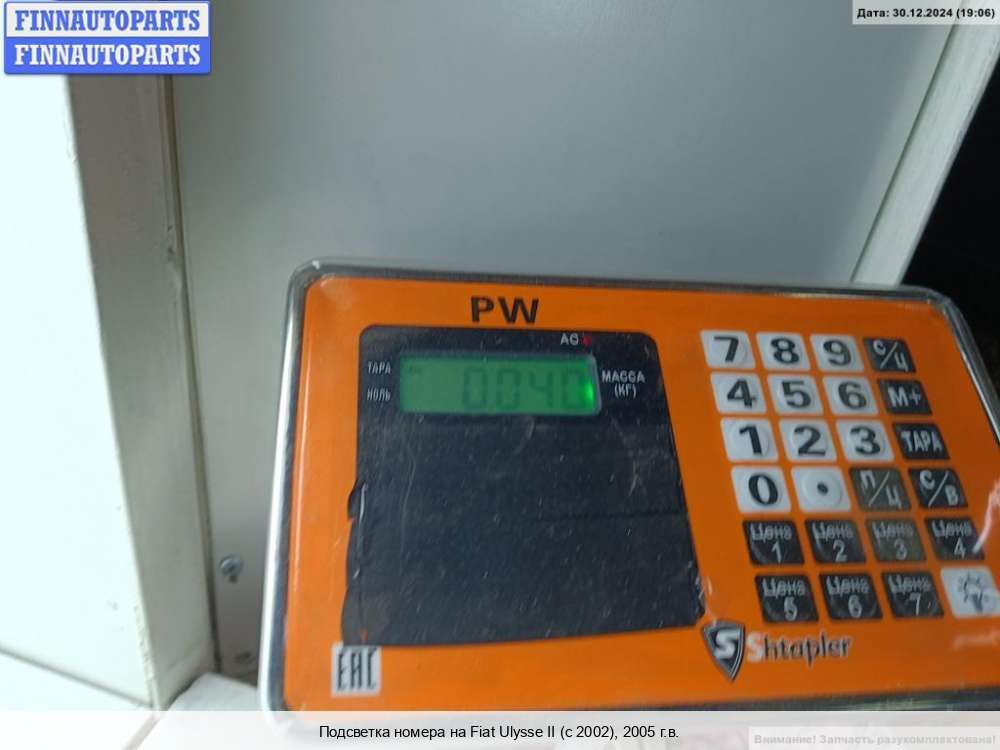 FINNAUTOPARTS
FINNAUTOPARTS
Дата: 30.12.2024 (19:06)
PW
AC
ТАРА
НОЛЬ
0.040
МАССА
(КГ)
7 8 9 С/Ц
4 5 6 М+
1 2 3 ТАРА
0 . П/Ц С/В
Цена 1 Цена 2 Цена 3 Цена 4
Цена 5 Цена 6 Цена 7
Shtapler
EAC
Подсветка номера на Fiat Ulysse II (с 2002), 2005 г.в.
Внимание! Запчасть разукомплектована!